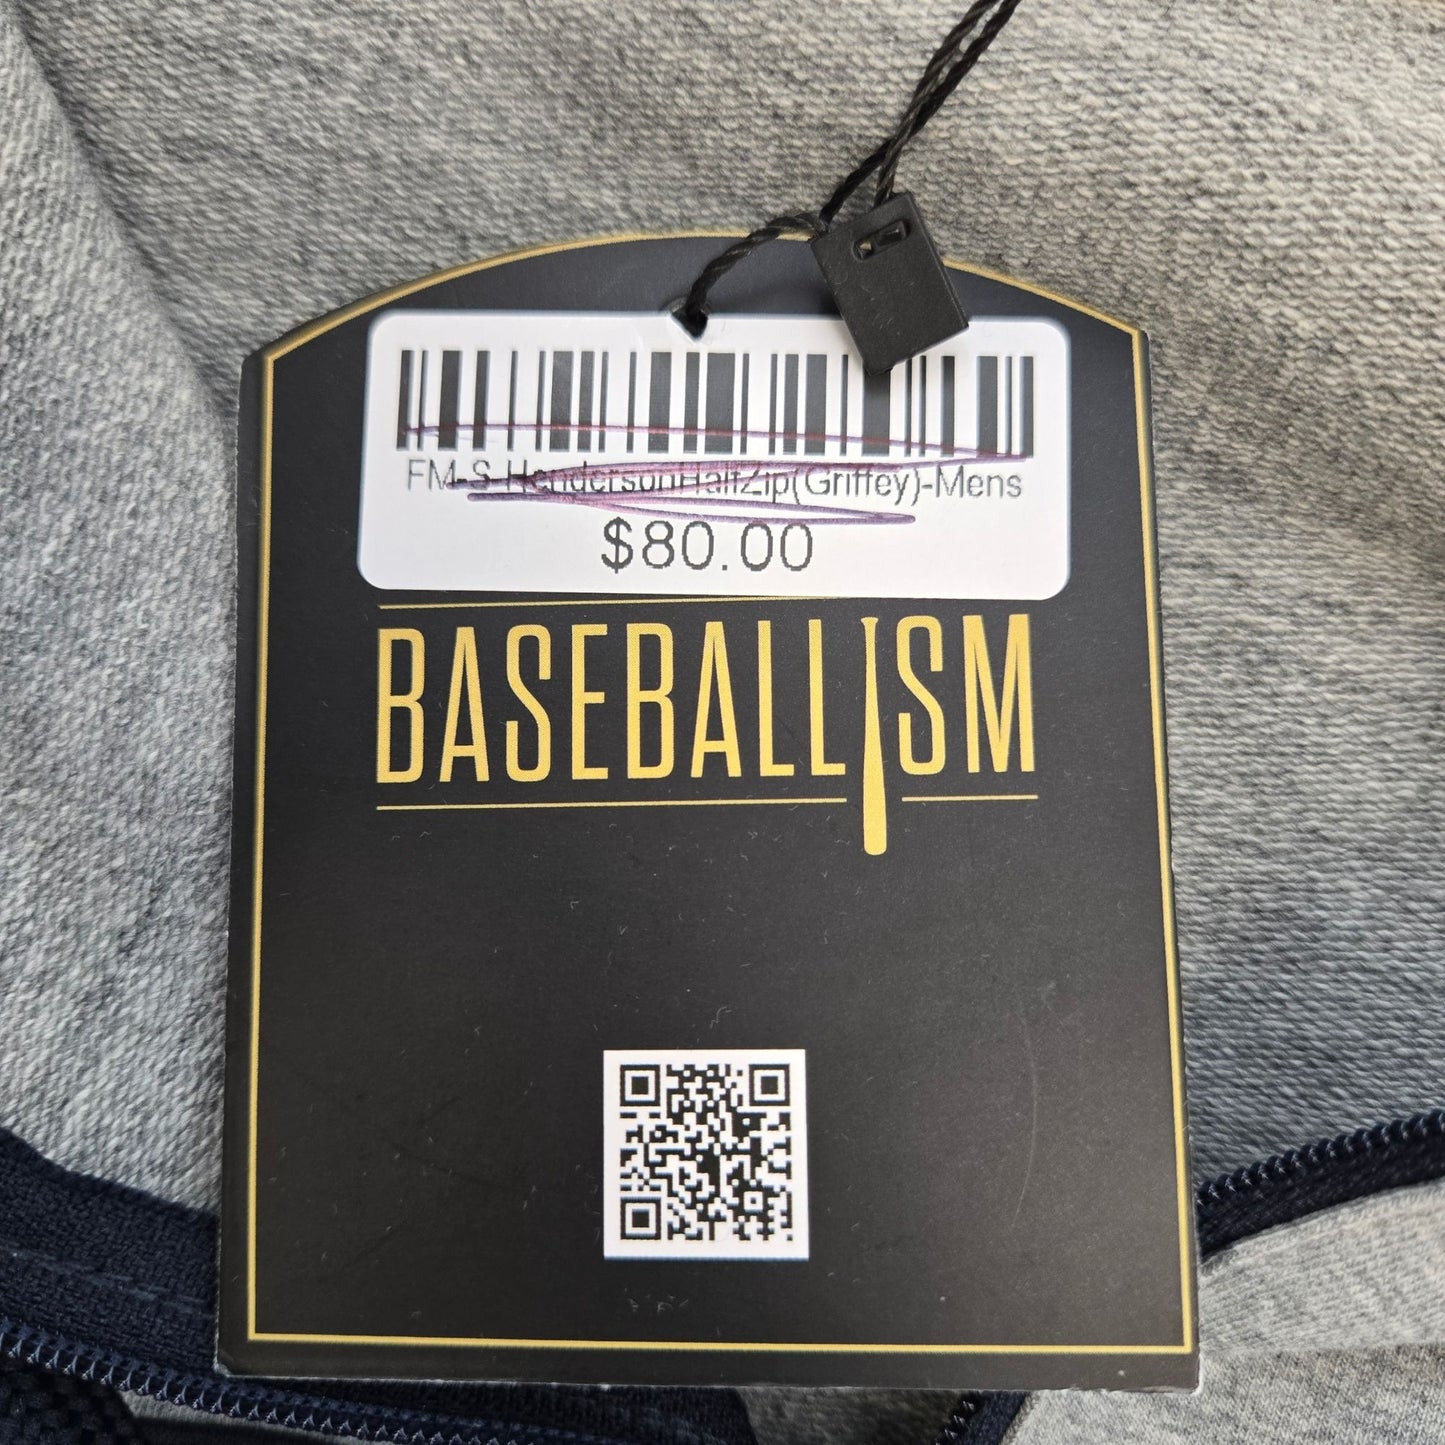 FM-S-HendersonHalfZip(Griffey)-Mens
$80.00
BASEBALLISM